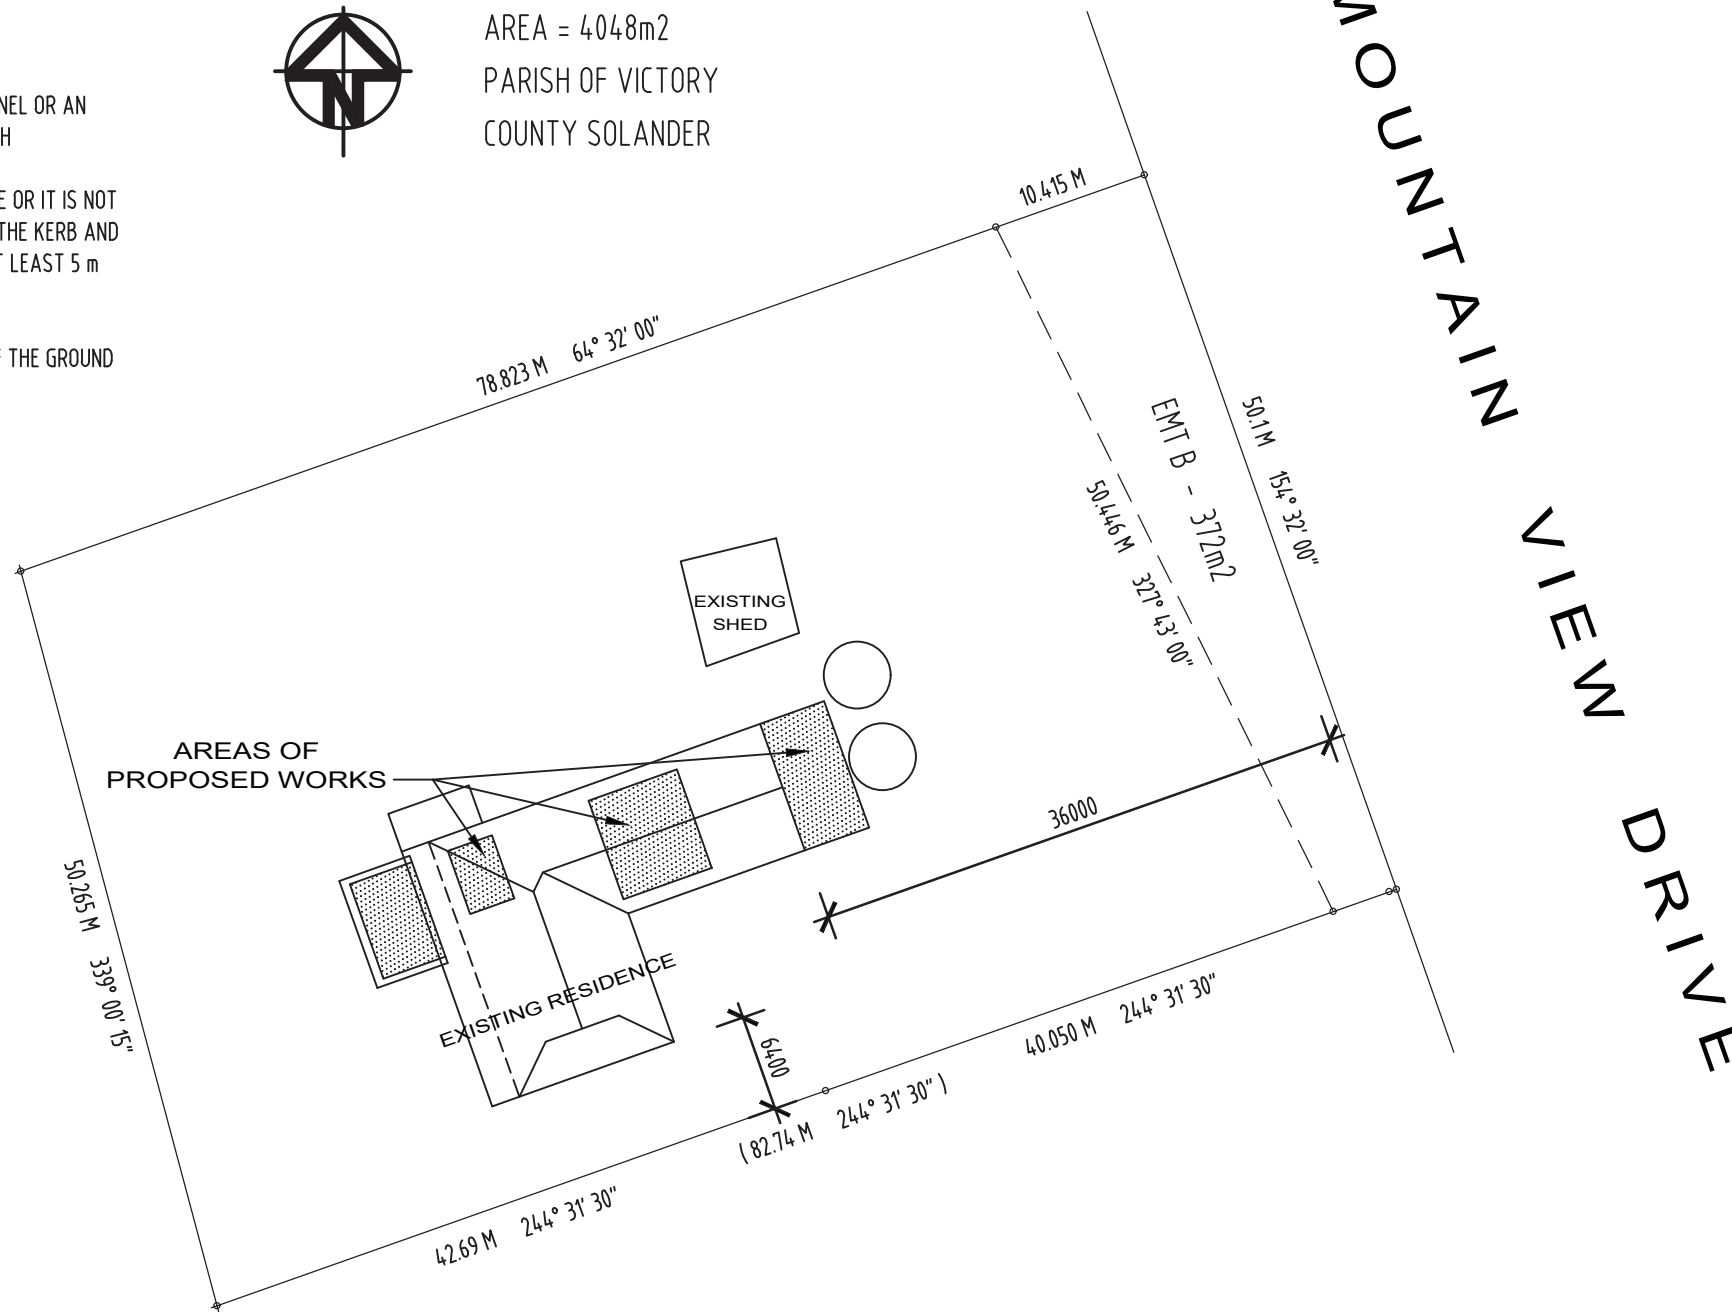 NEL OR AN
H
E OR IT IS NOT
THE KERB AND
T LEAST 5 m
F THE GROUND
N
AREA = 4048m2
PARISH OF VICTORY
COUNTY SOLANDER
MOUNTAIN VIEW DRIVE
10.415 M
78.823 M 64° 32' 00"
50.1 M 154° 32' 00"
EMT B - 372m2
50.446 M 327° 43' 00"
EXISTING
SHED
AREAS OF
PROPOSED WORKS
36000
50.265 M 339° 00' 15"
EXISTING RESIDENCE
6400
40.050 M 244° 31' 30"
( 82.74 M 244° 31' 30" )
42.69 M 244° 31' 30"